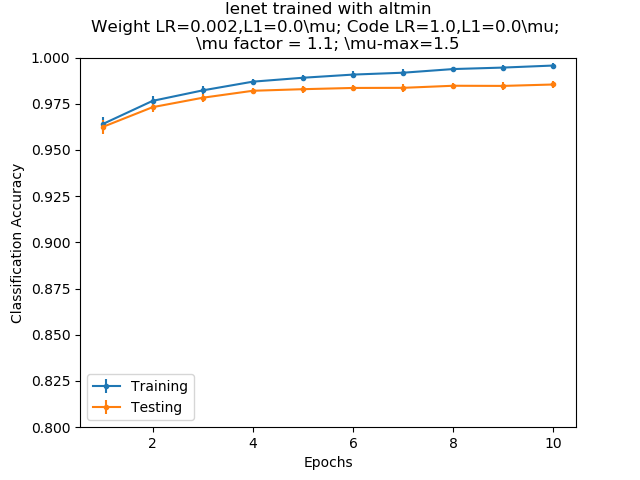 lenet trained with altmin
Weight LR=0.002,L1=0.0\mu; Code LR=1.0,L1=0.0\mu;
\mu factor = 1.1; \mu-max=1.5
1.000
0.975
0.950
0.925
0.900
0.875
0.850
0.825
0.800
Classification Accuracy
Training
Testing
2 4 6 8 10
Epochs